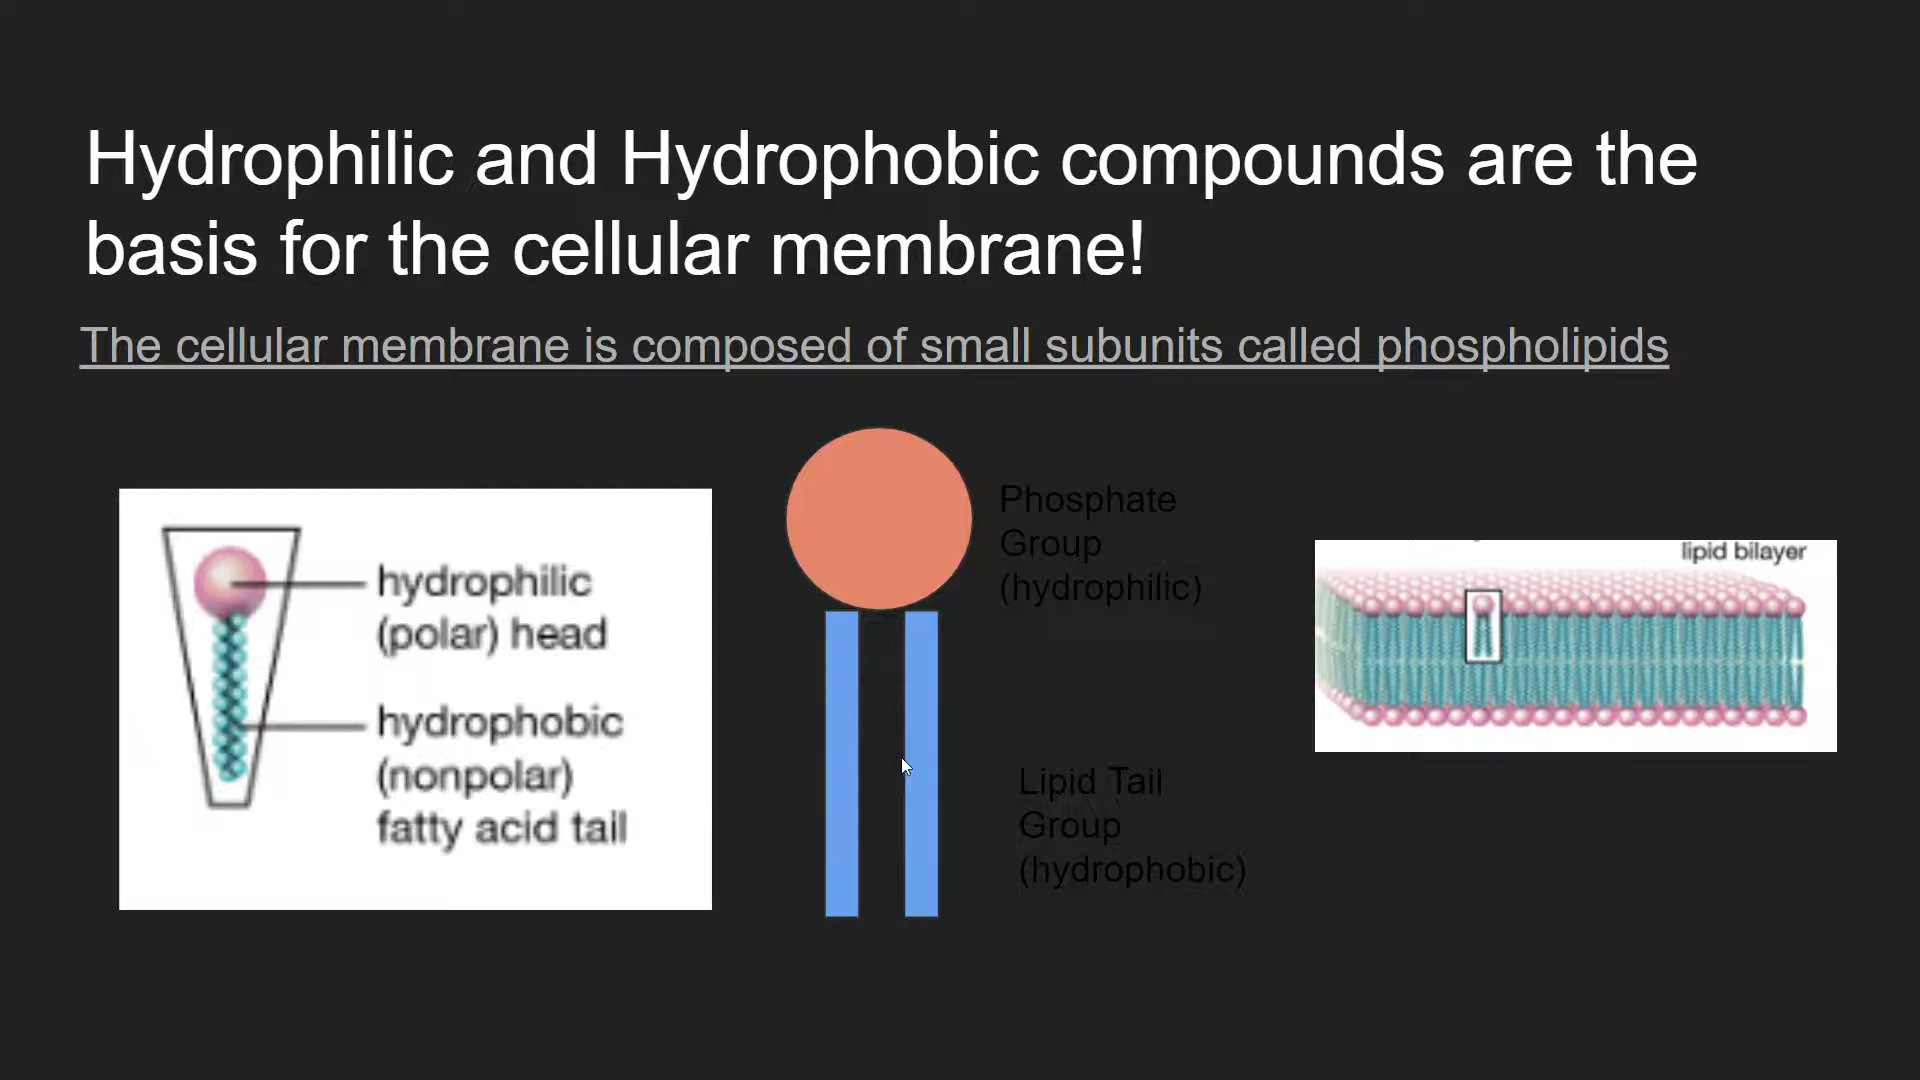 Hydrophilic and Hydrophobic compounds are the
basis for the cellular membrane!
The cellular membrane is composed of small subunits called phospholipids
hydrophilic
(polar) head
hydrophobic
(nonpolar)
fatty acid tail
Phosphate
Group
(hydrophilic)
Lipid Tail
Group
(hydrophobic)
lipid bilayer